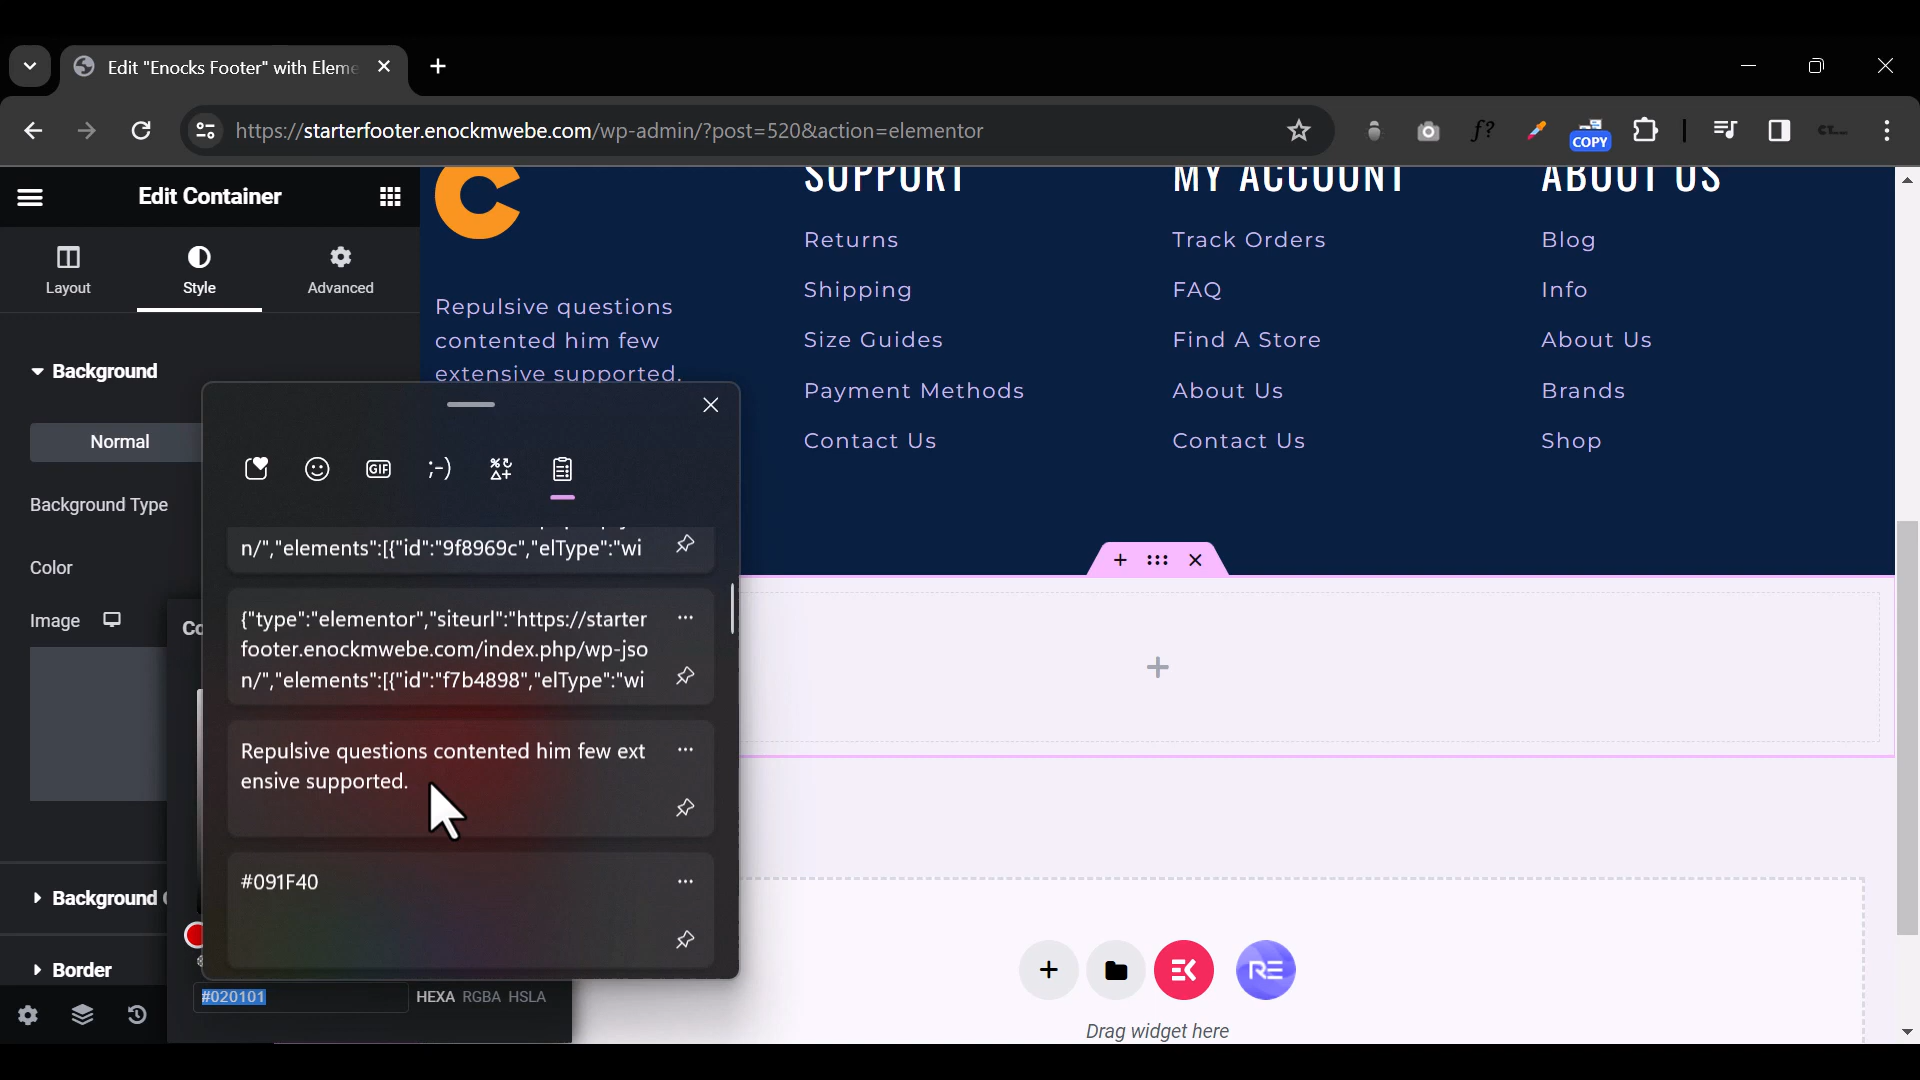 Edit "Enocks Footer" with Eleme
https://starterfooter.enockmwebe.com/wp-admin/?post=520&action=elementor
f?
COPY
Edit Container
Layout
Style
Advanced
Background
Normal
Background Type
Color
Image
Co
Background
Border
GIF
;-)
n/","elements":[{"id":"9f8969c","elType":"wi
{"type":"elementor","siteurl":"https://starter
footer.enockmwebe.com/index.php/wp-jso
n/","elements":[{"id":"f7b4898","elType":"wi
Repulsive questions contented him few ext
ensive supported.
#091F40
#020101
HEXA RGBA HSLA
Repulsive questions
contented him few
extensive supported.
SUPPORT
Returns
Shipping
Size Guides
Payment Methods
Contact Us
MY ACCOUNT
Track Orders
FAQ
Find A Store
About Us
Contact Us
ABOUT US
Blog
Info
About Us
Brands
Shop
RE
Drag widget here